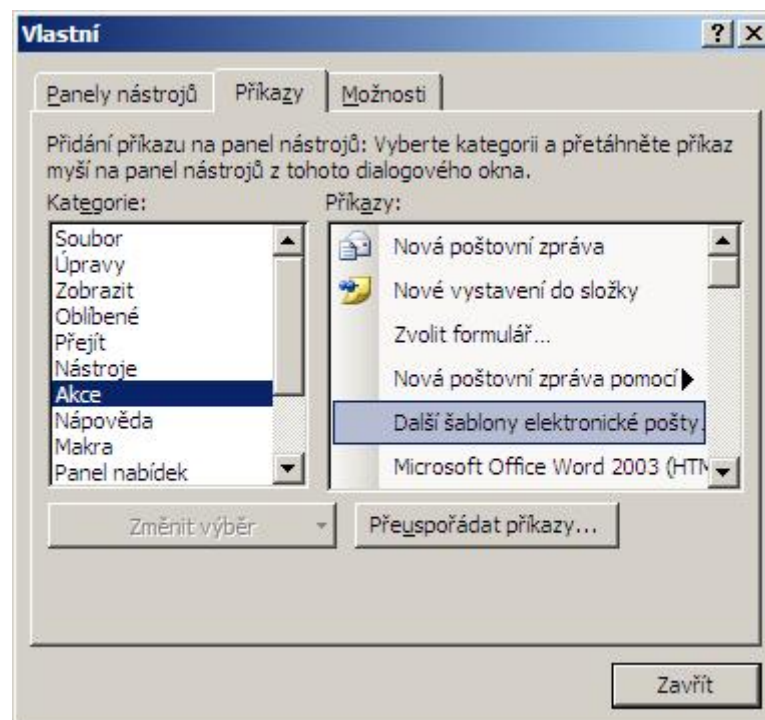 Vlastní
Panely nástrojů
Příkazy
Možnosti
Přidání příkazu na panel nástrojů: Vyberte kategorii a přetáhněte příkaz
myší na panel nástrojů z tohoto dialogového okna.
Kategorie:
Soubor
Úpravy
Zobrazit
Oblíbené
Přejít
Nástroje
Akce
Nápověda
Makra
Panel nabídek
Příkazy:
Nová poštovní zpráva
Nové vystavení do složky
Zvolit formulář...
Nová poštovní zpráva pomocí
Další šablony elektronické pošty.
Microsoft Office Word 2003 (HTM
Změnit výběr
Přeuspořádat příkazy...
Zavřít